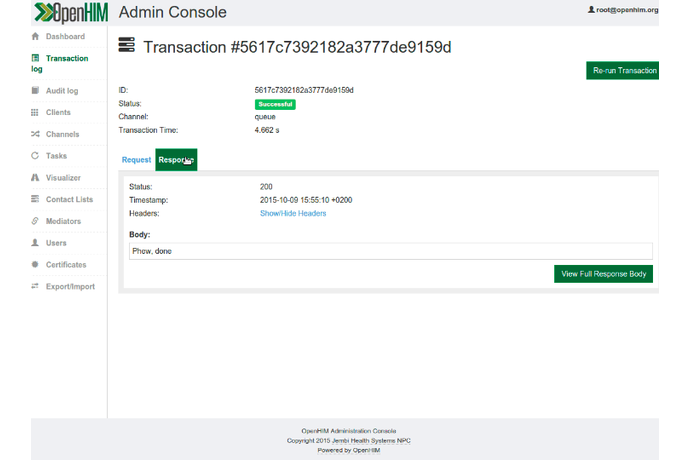 OpenHIM
Admin Console
root@openhim.org
Dashboard
Transaction
log
Audit log
Clients
Channels
Tasks
Visualizer
Contact Lists
Mediators
Users
Certificates
Export/Import
Transaction #5617c7392182a3777de9159d
Re-run Transaction
ID: 5617c7392182a3777de9159d
Status: Successful
Channel: queue
Transaction Time: 4.662 s
Request Response
Status: 200
Timestamp: 2015-10-09 15:55:10 +0200
Headers: Show/Hide Headers
Body:
Phew, done
View Full Response Body
OpenHIM Administration Console
Copyright 2015 Jembi Health Systems NPC
Powered by OpenHIM